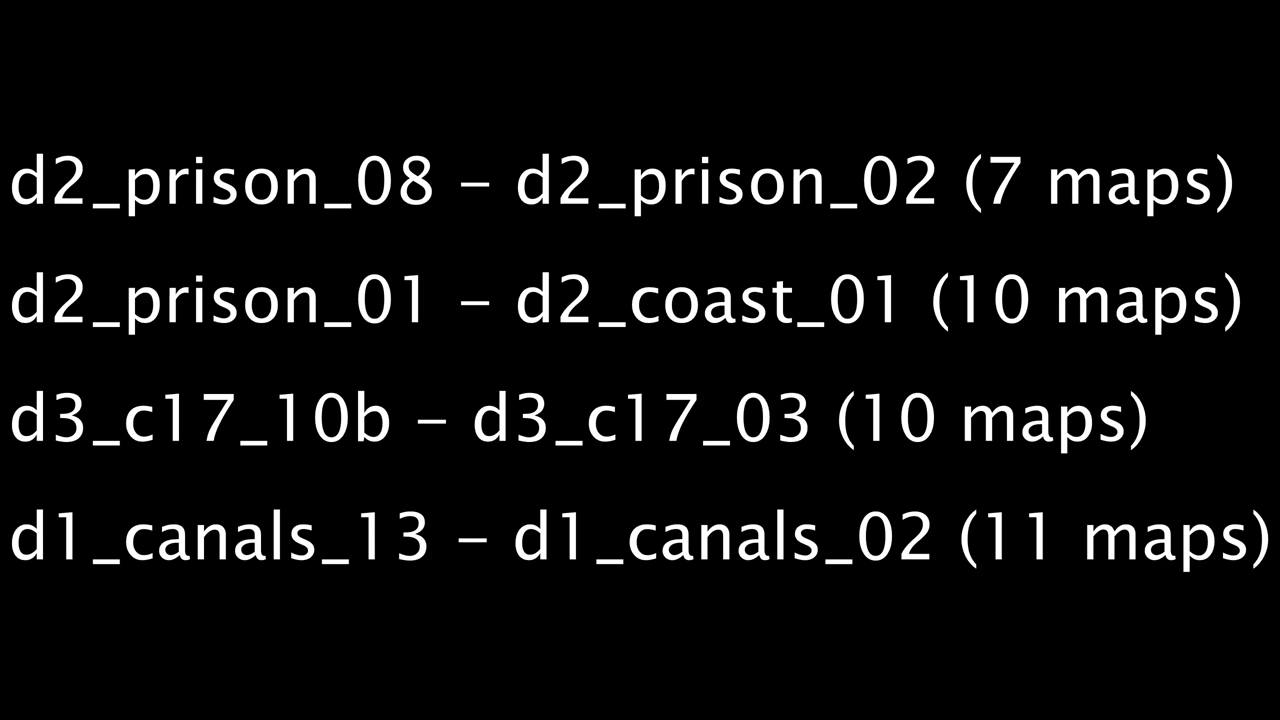 d2_prison_08 – d2_prison_02 (7 maps)
d2_prison_01 – d2_coast_01 (10 maps)
d3_c17_10b – d3_c17_03 (10 maps)
d1_canals_13 – d1_canals_02 (11 maps)